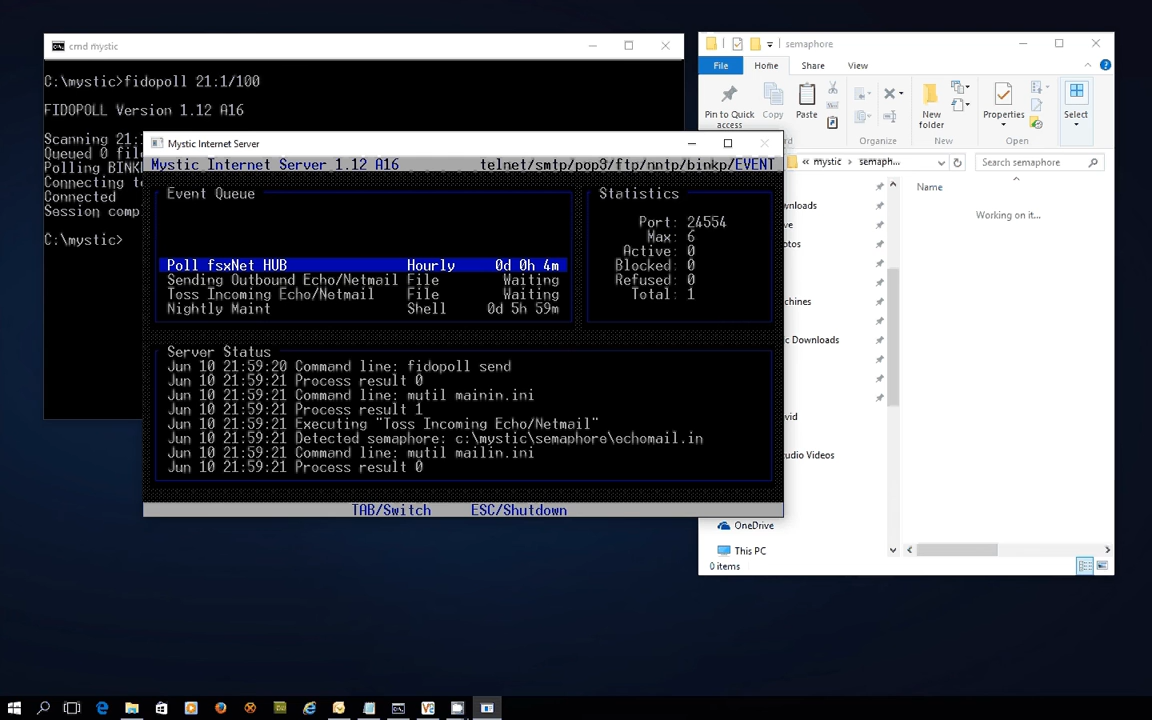 cmd mystic
C:\mystic>fidopoll 21:1/100
FIDOPOLL Version 1.12 A16
Scanning 21:
Queued 0 fil
Polling BINK
Connecting t
Connected
Session comp
C:\mystic>
Mystic Internet Server
Mystic Internet Server 1.12 A16 telnet/smtp/pop3/ftp/nntp/binkp/EVENT
Event Queue
Poll fsxNet HUB Hourly 0d 0h 4m
Sending Outbound Echo/Netmail File Waiting
Toss Incoming Echo/Netmail File Waiting
Nightly Maint Shell 0d 5h 59m
Statistics
Port: 24554
Max: 6
Active: 0
Blocked: 0
Refused: 0
Total: 1
Server Status
Jun 10 21:59:20 Command line: fidopoll send
Jun 10 21:59:21 Process result 0
Jun 10 21:59:21 Command line: mutil mainin.ini
Jun 10 21:59:21 Process result 1
Jun 10 21:59:21 Executing "Toss Incoming Echo/Netmail"
Jun 10 21:59:21 Detected semaphore: c:\mystic\semaphore\echomail.in
Jun 10 21:59:21 Command line: mutil mailin.ini
Jun 10 21:59:21 Process result 0
TAB/Switch ESC/Shutdown
semaphore
File Home Share View
Pin to Quick access
Copy
Paste
Clipboard
Organize
New folder
New
Properties
Open
Select
« mystic > semaph...
Search semaphore
wnloads
ve
otos
chines
c Downloads
vid
udio Videos
OneDrive
This PC
Name
Working on it...
0 items